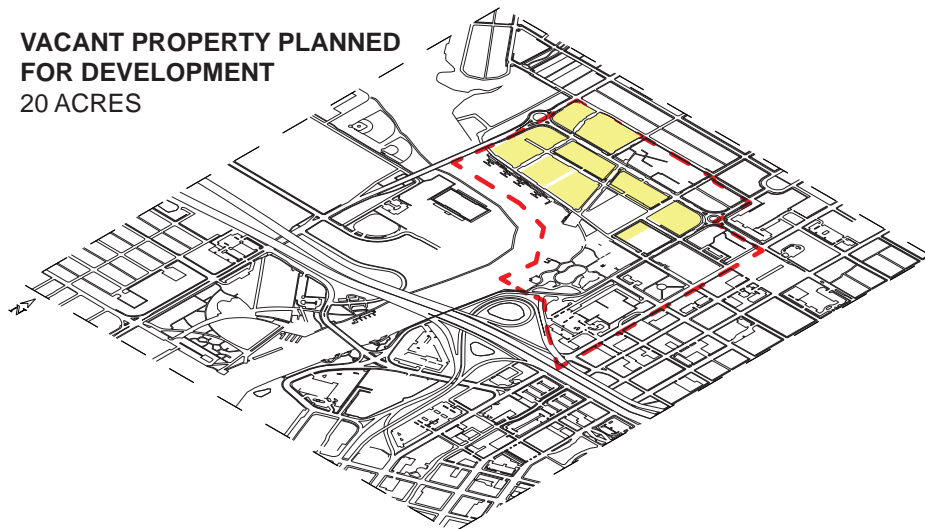 VACANT PROPERTY PLANNED
FOR DEVELOPMENT
20 ACRES
N